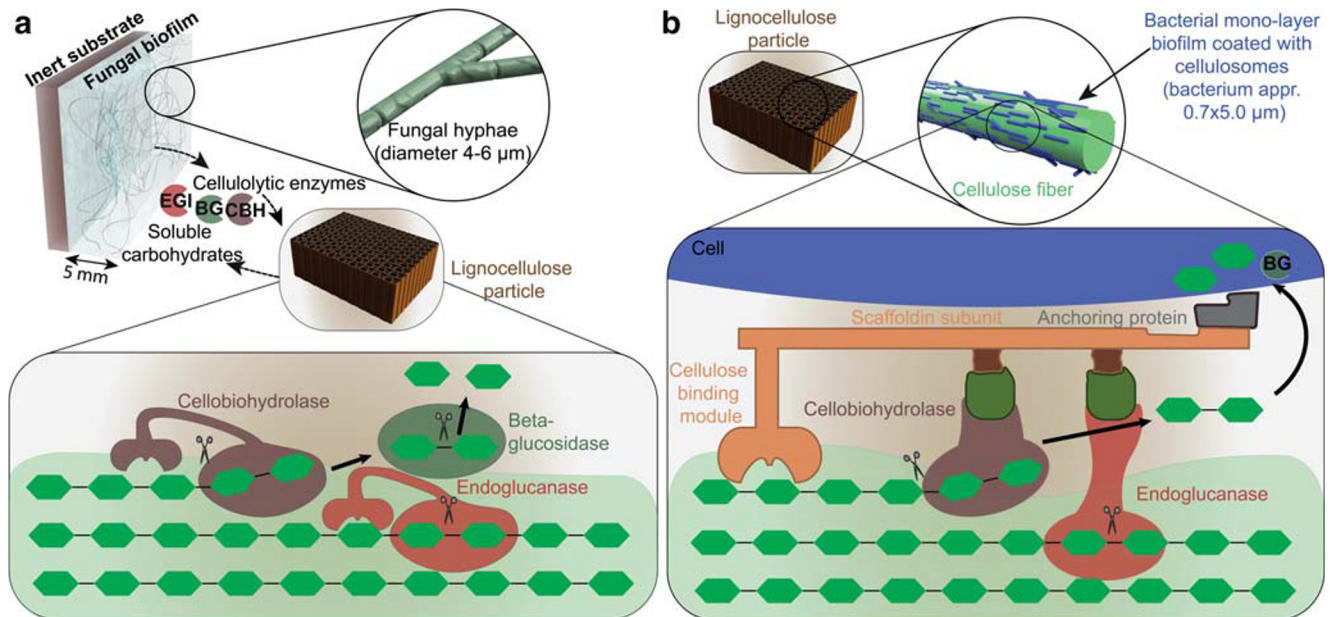 a
Inert substrate
Fungal biofilm
Fungal hyphae
(diameter 4-6 µm)
Cellulolytic enzymes
EGI
BG
CBH
Soluble
carbohydrates
5 mm
Lignocellulose
particle
Cellobiohydrolase
Beta-
glucosidase
Endoglucanase
b
Lignocellulose
particle
Bacterial mono-layer
biofilm coated with
cellulosomes
(bacterium appr.
0.7x5.0 µm)
Cellulose fiber
Cell
BG
Scaffoldin subunit
Anchoring protein
Cellulose
binding
module
Cellobiohydrolase
Endoglucanase